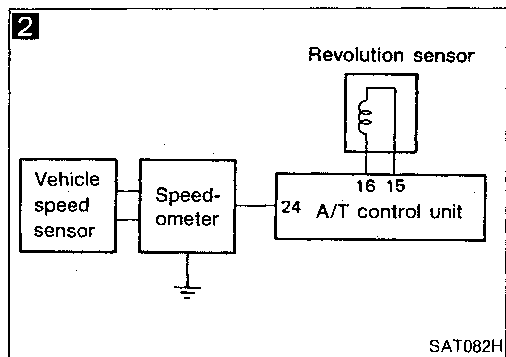 2
Revolution sensor
16 15
Vehicle
speed
sensor
Speed-
ometer
24
A/T control unit
SAT082H